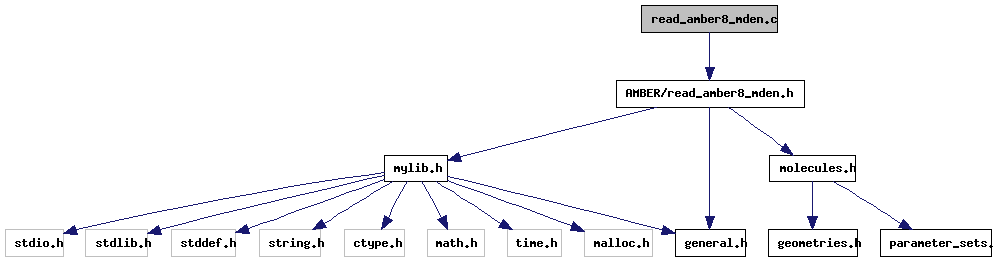 read_amber8_mden.c
AMBER/read_amber8_mden.h
mylib.h
molecules.h
stdio.h
stdlib.h
stddef.h
string.h
ctype.h
math.h
time.h
malloc.h
general.h
geometries.h
parameter_sets.